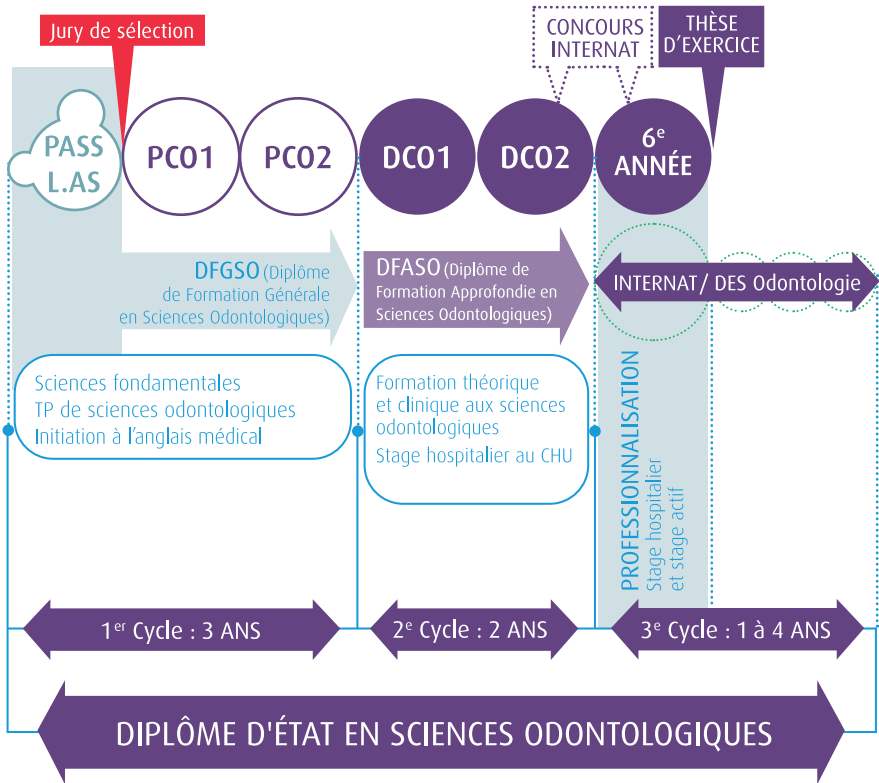 Jury de sélection
CONCOURS
INTERNAT
THÈSE
D'EXERCICE
PASS
L.AS
PCO1
PCO2
DCO1
DCO2
6e
ANNÉE
DFGSO (Diplôme
de Formation Générale
en Sciences Odontologiques)
DFASO (Diplôme de
Formation Approfondie en
Sciences Odontologiques)
INTERNAT / DES Odontologie
Sciences fondamentales
TP de sciences odontologiques
Initiation à l'anglais médical
Formation théorique
et clinique aux sciences
odontologiques
Stage hospitalier au CHU
PROFESSIONNALISATION
Stage hospitalier
et stage actif
1er Cycle : 3 ANS
2e Cycle : 2 ANS
3e Cycle : 1 à 4 ANS
DIPLÔME D'ÉTAT EN SCIENCES ODONTOLOGIQUES